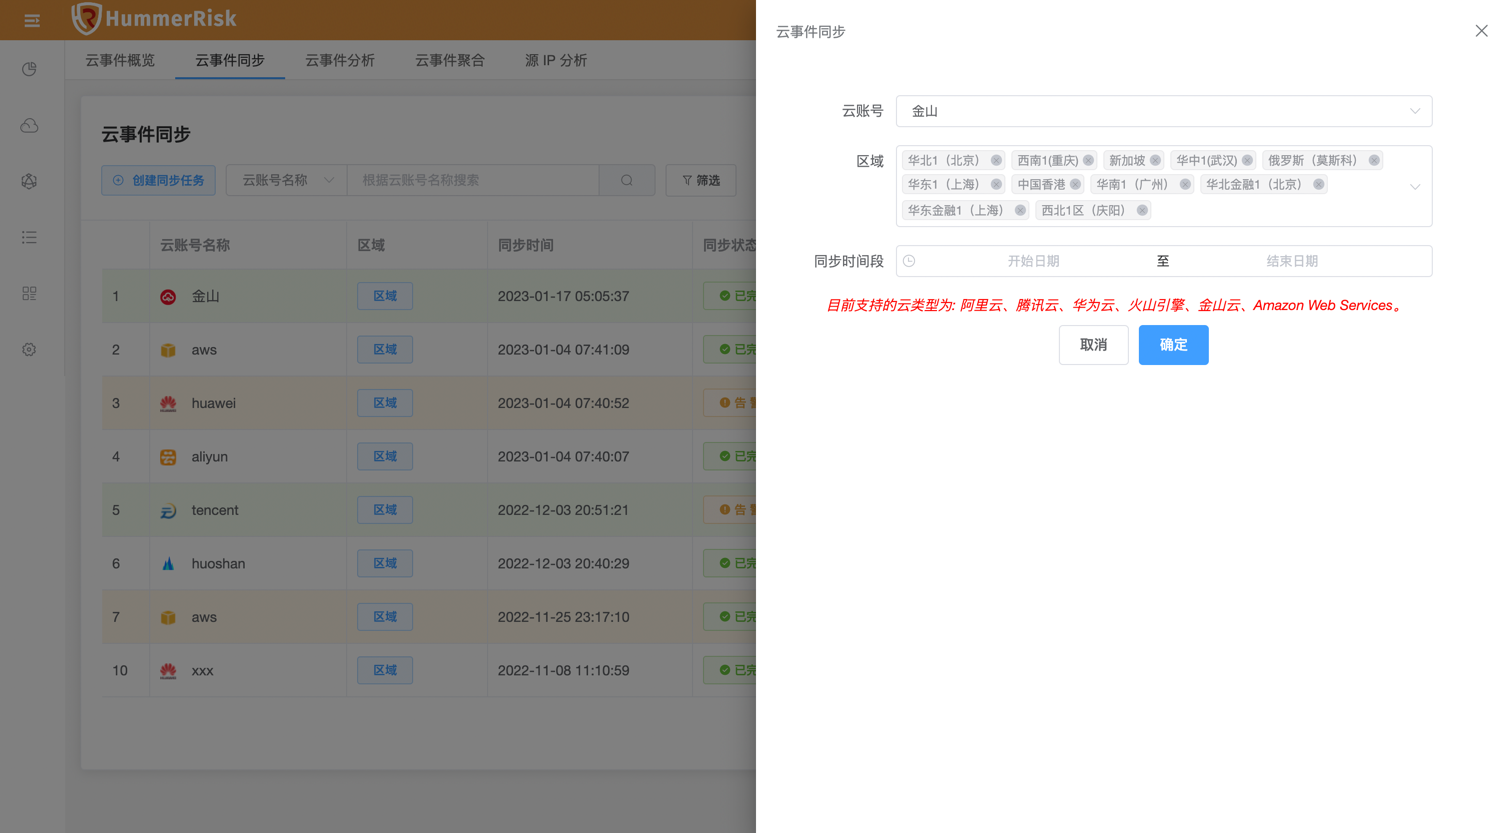 HummerRisk
云事件概览 云事件同步 云事件分析 云事件聚合 源 IP 分析
云事件同步
创建同步任务 云账号名称 根据云账号名称搜索 筛选
云账号名称 区域 同步时间 同步状态
1 金山 区域 2023-01-17 05:05:37 已完
2 aws 区域 2023-01-04 07:41:09 已完
3 huawei 区域 2023-01-04 07:40:52 告
4 aliyun 区域 2023-01-04 07:40:07 已完
5 tencent 区域 2022-12-03 20:51:21 告
6 huoshan 区域 2022-12-03 20:40:29 已完
7 aws 区域 2022-11-25 23:17:10 已完
10 xxx 区域 2022-11-08 11:10:59 已完
云事件同步
云账号 金山
区域 华北1（北京） 西南1(重庆) 新加坡 华中1(武汉) 俄罗斯（莫斯科）
华东1（上海） 中国香港 华南1（广州） 华北金融1（北京）
华东金融1（上海） 西北1区（庆阳）
同步时间段 开始日期 至 结束日期
目前支持的云类型为: 阿里云、腾讯云、华为云、火山引擎、金山云、Amazon Web Services。
取消 确定